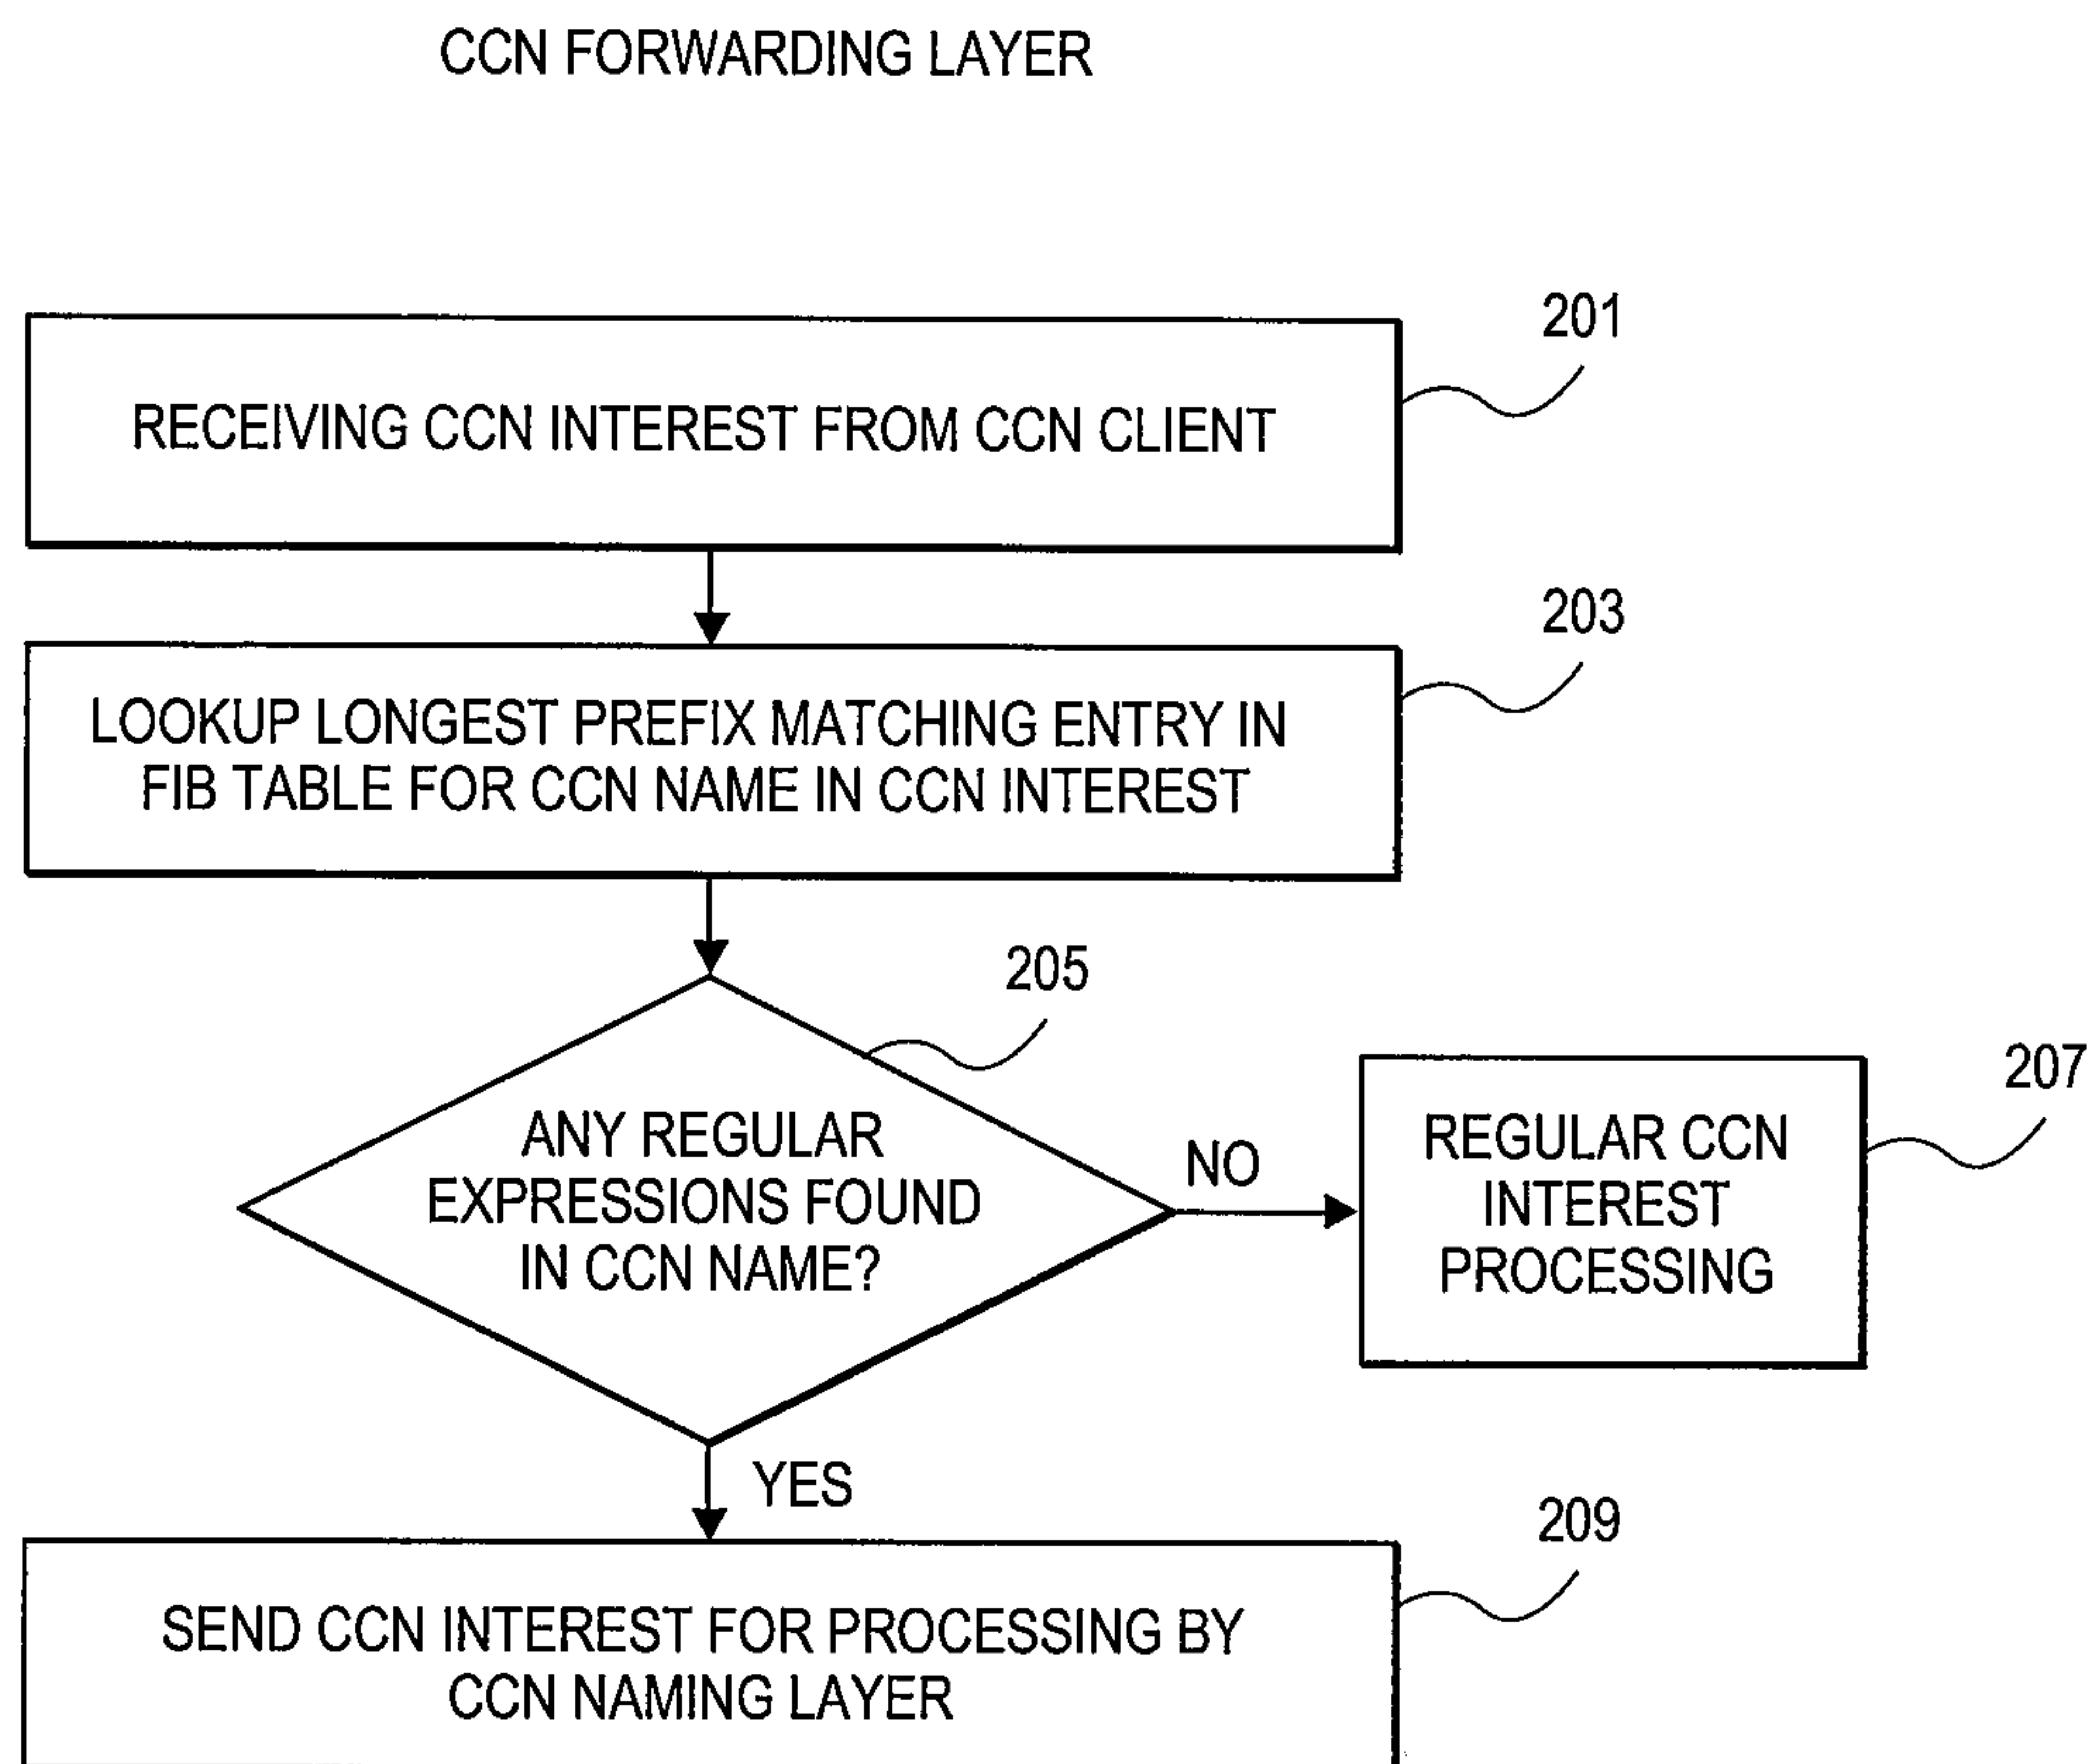 CCN FORWARDING LAYER
201
RECEIVING CCN INTEREST FROM CCN CLIENT
203
LOOKUP LONGEST PREFIX MATCHING ENTRY IN
FIB TABLE FOR CCN NAME IN CCN INTEREST
205
ANY REGULAR
EXPRESSIONS FOUND
IN CCN NAME?
NO
207
REGULAR CCN
INTEREST
PROCESSING
YES
209
SEND CCN INTEREST FOR PROCESSING BY
CCN NAMING LAYER